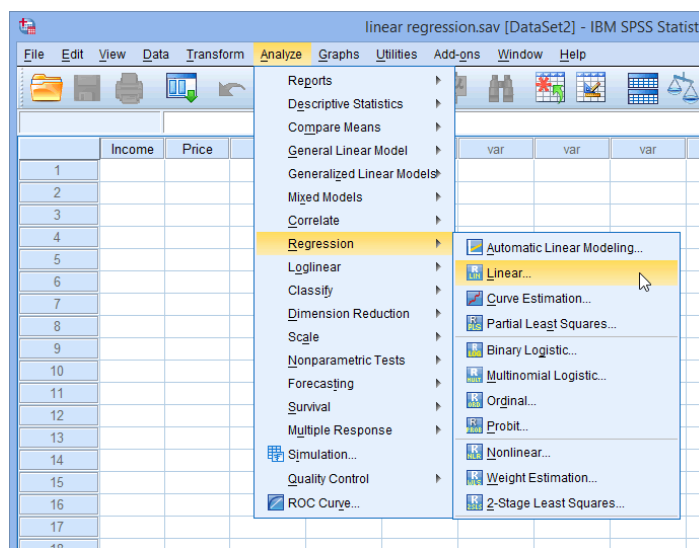 linear regression.sav [DataSet2] - IBM SPSS Statist
File Edit View Data Transform Analyze Graphs Utilities Add-ons Window Help
Reports
Descriptive Statistics
Compare Means
Income Price var var var
General Linear Model
1
Generalized Linear Models
2
Mixed Models
3
Correlate
4
Regression
Automatic Linear Modeling...
5
Loglinear
Linear...
6
Classify
Curve Estimation...
7
Dimension Reduction
Partial Least Squares...
8
Scale
9
Nonparametric Tests
Binary Logistic...
10
Forecasting
Multinomial Logistic...
11
Survival
Ordinal...
12
Multiple Response
Probit...
13
Simulation...
Nonlinear...
14
Quality Control
Weight Estimation...
15
ROC Curve...
2-Stage Least Squares...
16
17
18